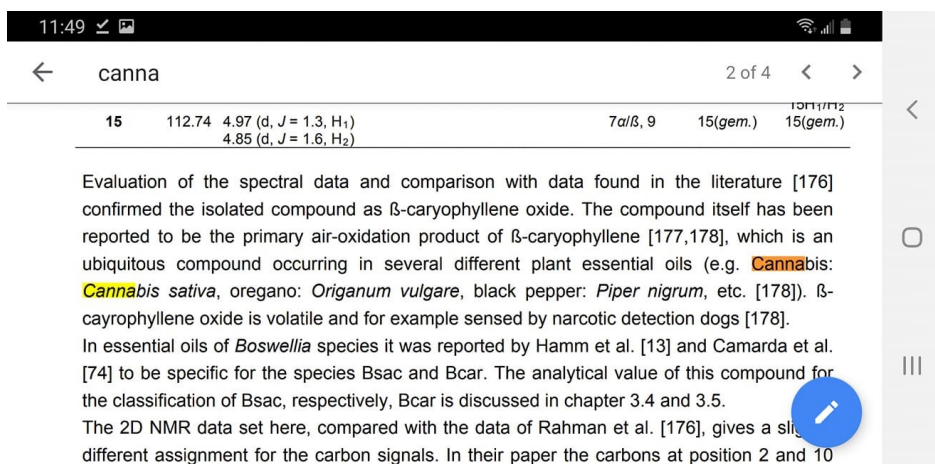 11:49
canna 2 of 4
15H₁/H₂
15 112.74 4.97 (d, J = 1.3, H₁) 7α/ß, 9 15(gem.) 15(gem.)
4.85 (d, J = 1.6, H₂)
Evaluation of the spectral data and comparison with data found in the literature [176]
confirmed the isolated compound as ß-caryophyllene oxide. The compound itself has been
reported to be the primary air-oxidation product of ß-caryophyllene [177,178], which is an
ubiquitous compound occurring in several different plant essential oils (e.g. Cannabis:
Cannabis sativa, oregano: Origanum vulgare, black pepper: Piper nigrum, etc. [178]). ß-
cayrophyllene oxide is volatile and for example sensed by narcotic detection dogs [178].
In essential oils of Boswellia species it was reported by Hamm et al. [13] and Camarda et al.
[74] to be specific for the species Bsac and Bcar. The analytical value of this compound for
the classification of Bsac, respectively, Bcar is discussed in chapter 3.4 and 3.5.
The 2D NMR data set here, compared with the data of Rahman et al. [176], gives a
different assignment for the carbon signals. In their paper the carbons at position 2 and 10